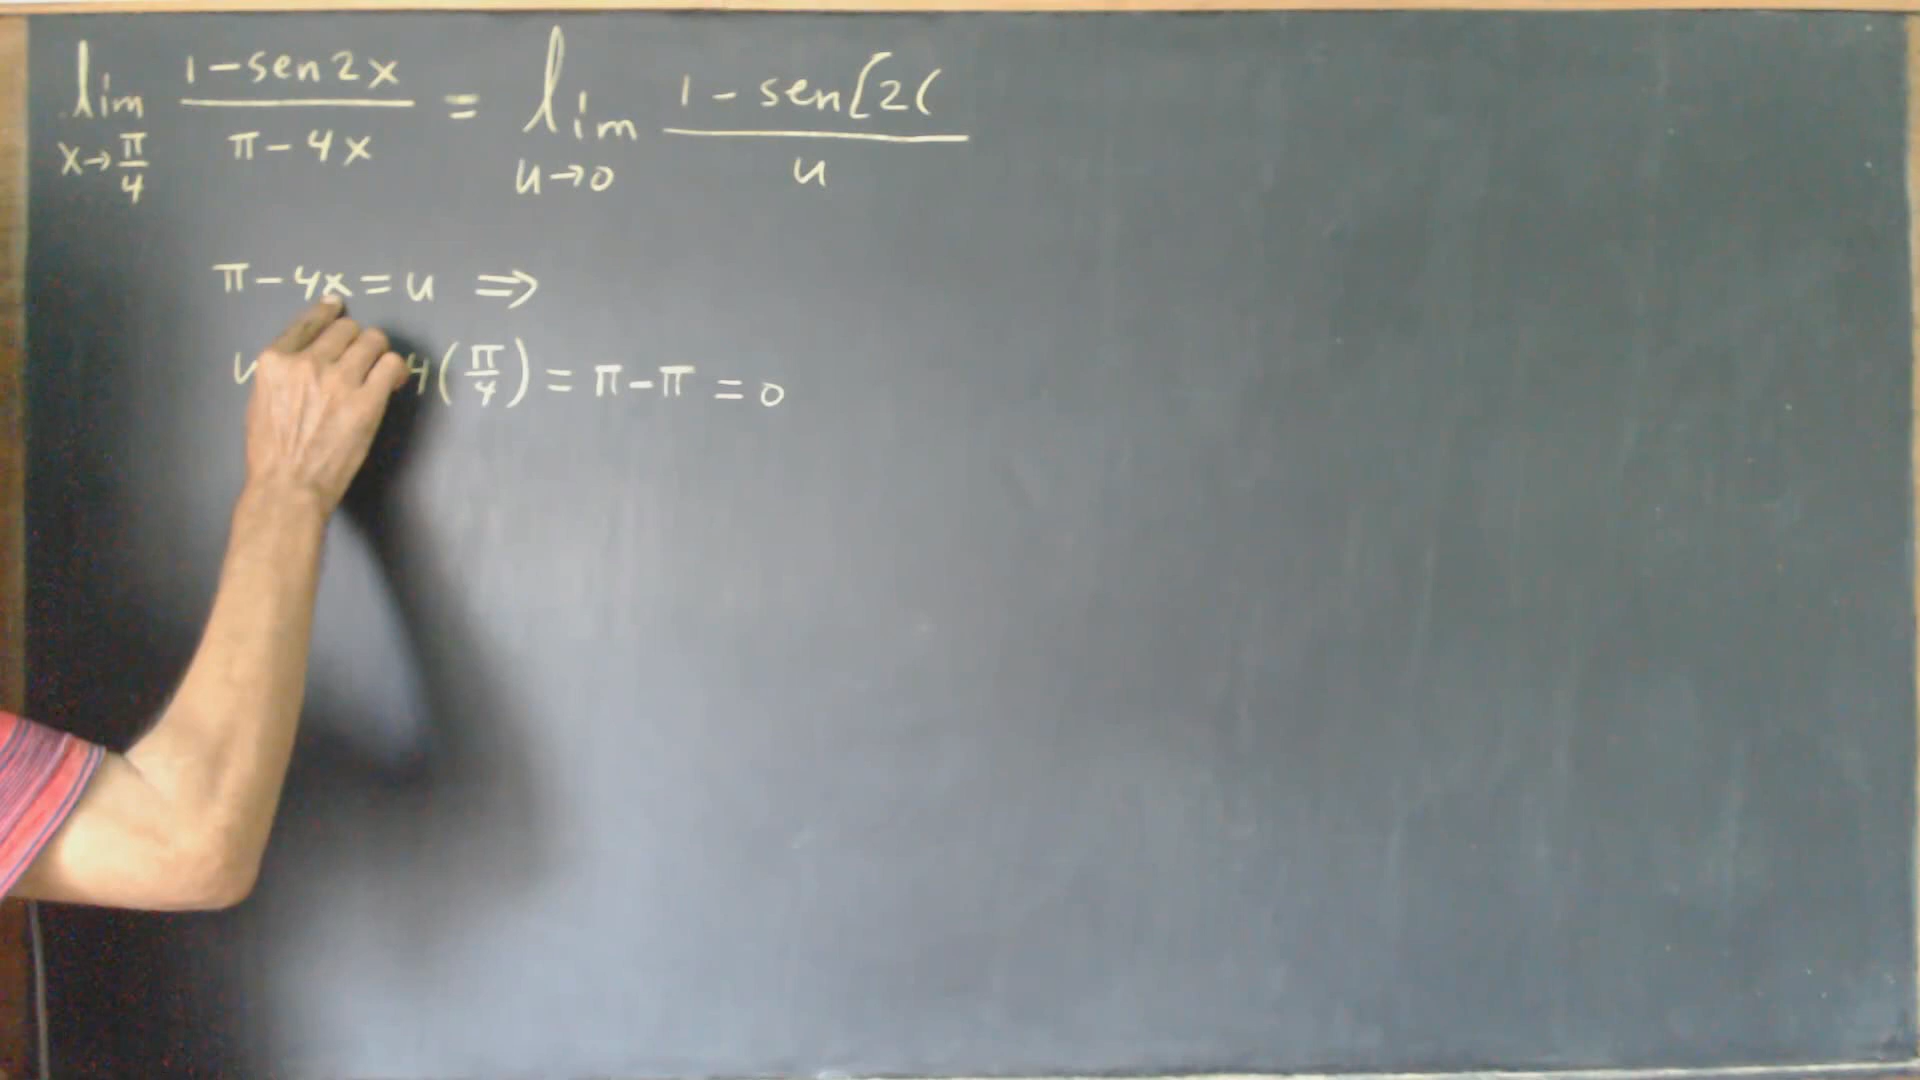 lim x→π/4 (1-sen2x)/(π-4x) = lim u→0 (1-sen[2(/u
π-4x=u ⇒
u 4(π/4) = π-π = 0